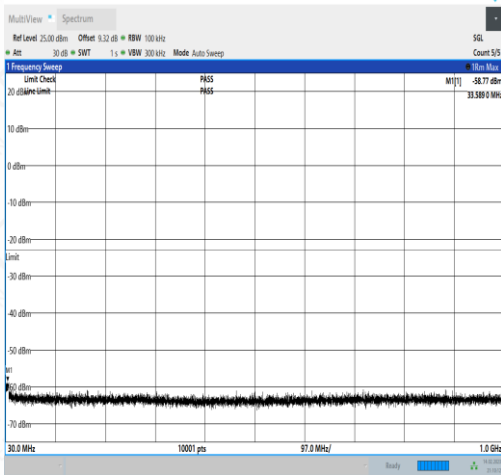 MultiView Spectrum
Ref Level 25.00 dBm Offset 9.32 dB RBW 100 kHz SGL
Att 30 dB SWT 1 s VBW 300 kHz Mode Auto Sweep Count 5/5
1 Frequency Sweep 1Rm Max
Limit Check PASS M1[1] -58.77 dBm
Line Limit PASS 33.5890 MHz
20 dBm
10 dBm
0 dBm
-10 dBm
-20 dBm
Limit
-30 dBm
-40 dBm
-50 dBm
M1
-60 dBm
-70 dBm
30.0 MHz 10001 pts 97.0 MHz/ 1.0 GHz
Ready